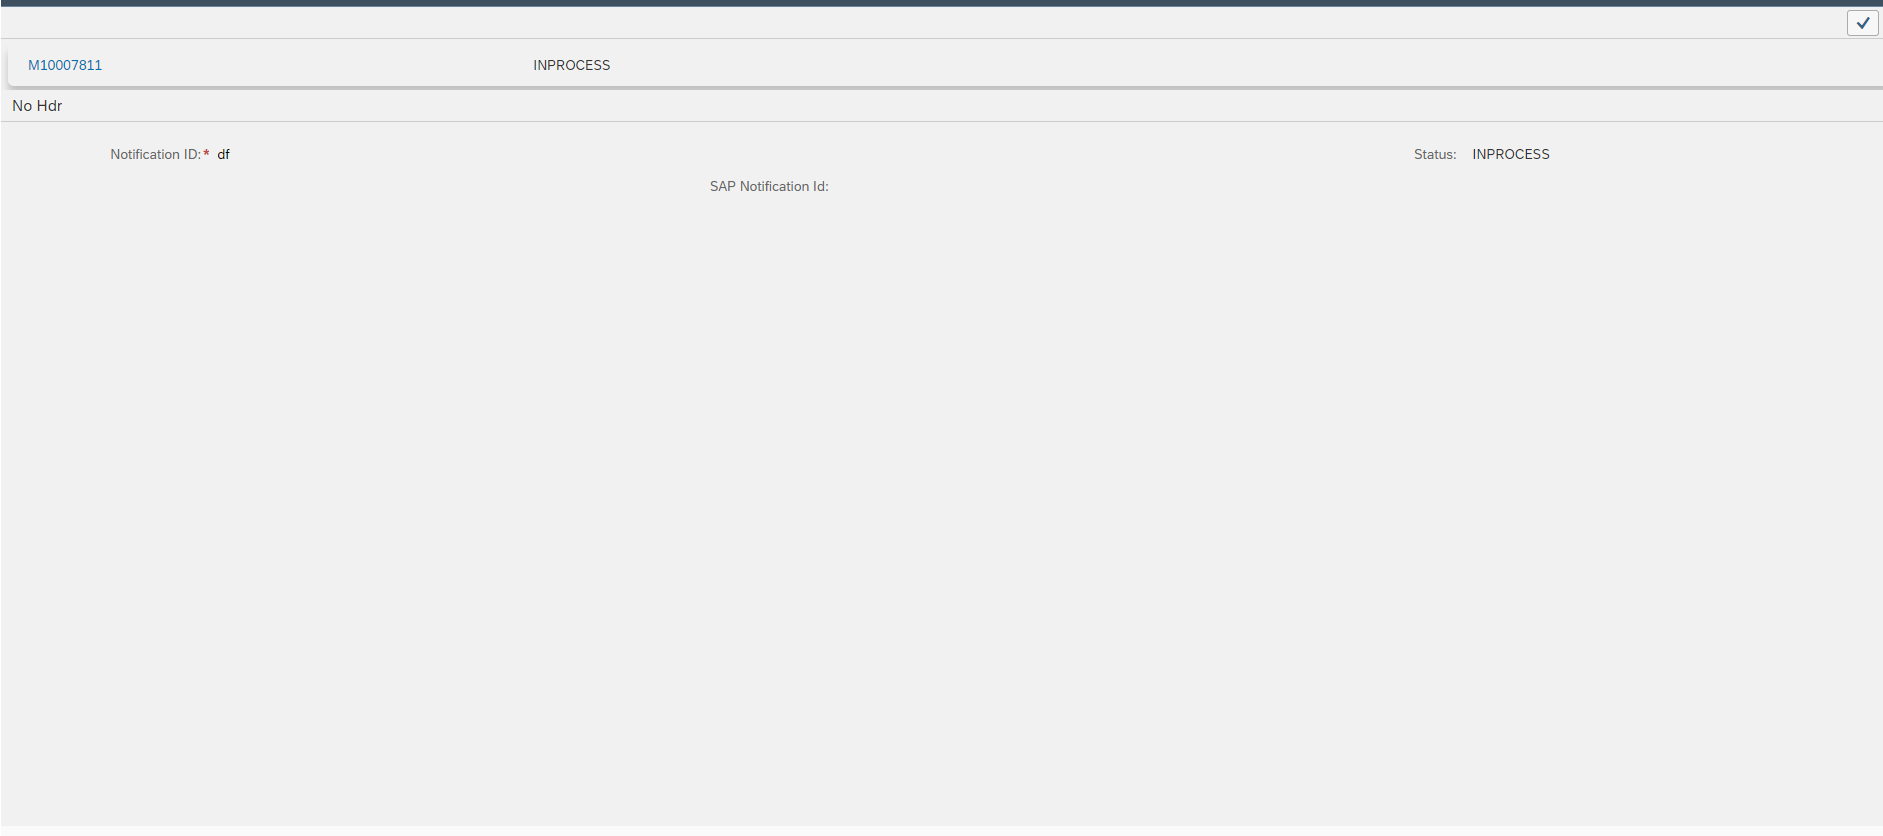 M10007811 INPROCESS
No Hdr
Notification ID:* df Status: INPROCESS
SAP Notification Id: